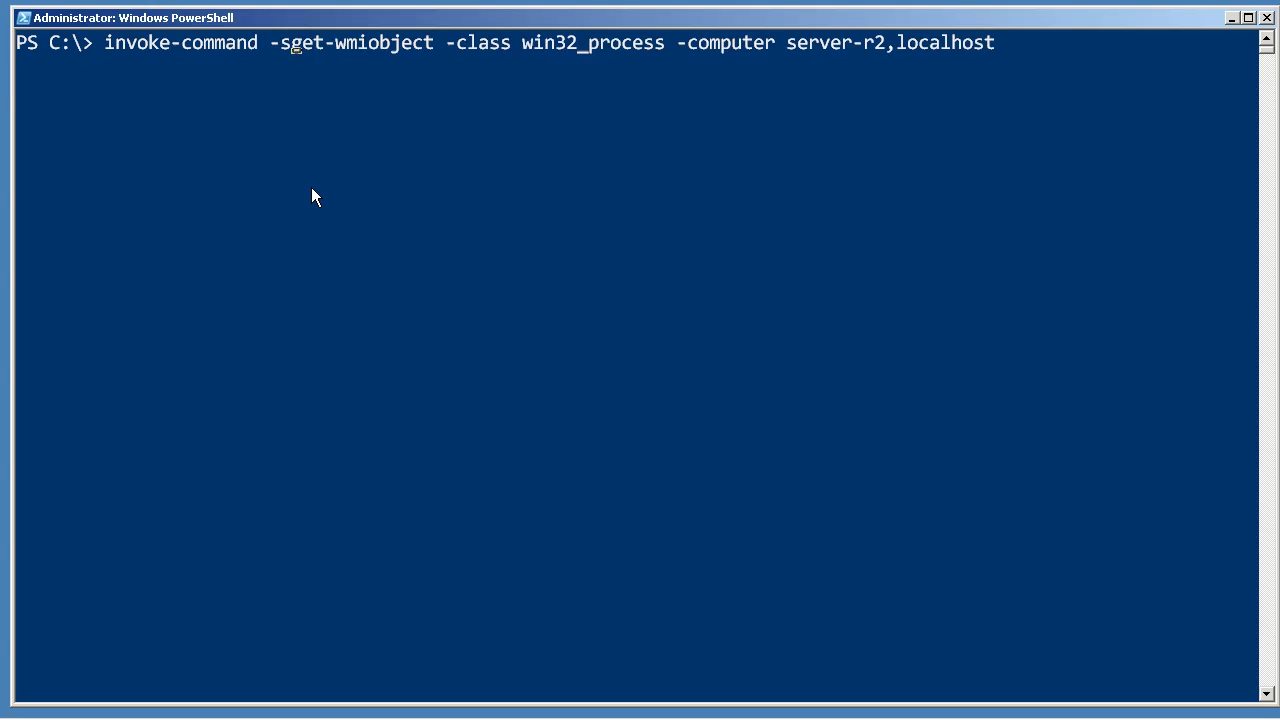 Administrator: Windows PowerShell
PS C:\> invoke-command -sget-wmiobject -class win32_process -computer server-r2,localhost